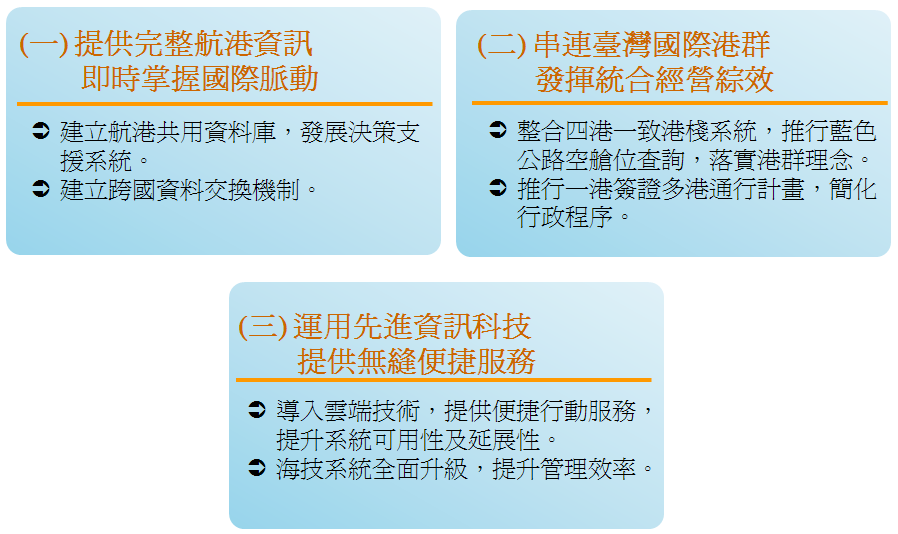 (一) 提供完整航港資訊
即時掌握國際脈動
➲ 建立航港共用資料庫，發展決策支
援系統。
➲ 建立跨國資料交換機制。
(二) 串連臺灣國際港群
發揮統合經營綜效
➲ 整合四港一致港棧系統，推行藍色
公路空艙位查詢，落實港群理念。
➲ 推行一港簽證多港通行計畫，簡化
行政程序。
(三) 運用先進資訊科技
提供無縫便捷服務
➲ 導入雲端技術，提供便捷行動服務，
提升系統可用性及延展性。
➲ 海技系統全面升級，提升管理效率。